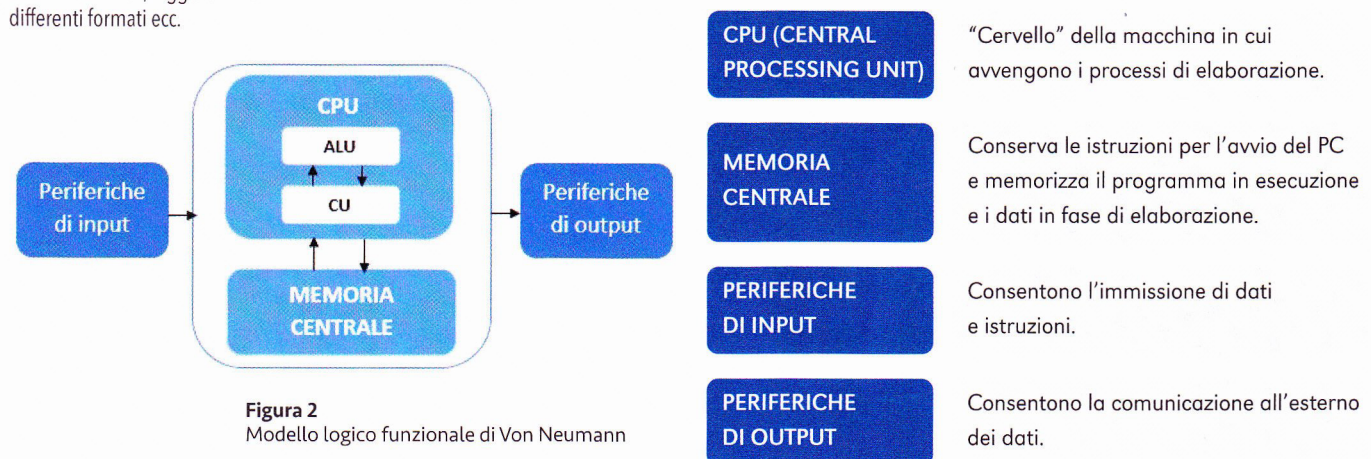 differenti formati ecc.
CPU
ALU
CU
MEMORIA
CENTRALE
Periferiche
di input
Periferiche
di output
Figura 2
Modello logico funzionale di Von Neumann
CPU (CENTRAL
PROCESSING UNIT)
“Cervello” della macchina in cui
avvengono i processi di elaborazione.
MEMORIA
CENTRALE
Conserva le istruzioni per l'avvio del PC
e memorizza il programma in esecuzione
e i dati in fase di elaborazione.
PERIFERICHE
DI INPUT
Consentono l'immissione di dati
e istruzioni.
PERIFERICHE
DI OUTPUT
Consentono la comunicazione all'esterno
dei dati.